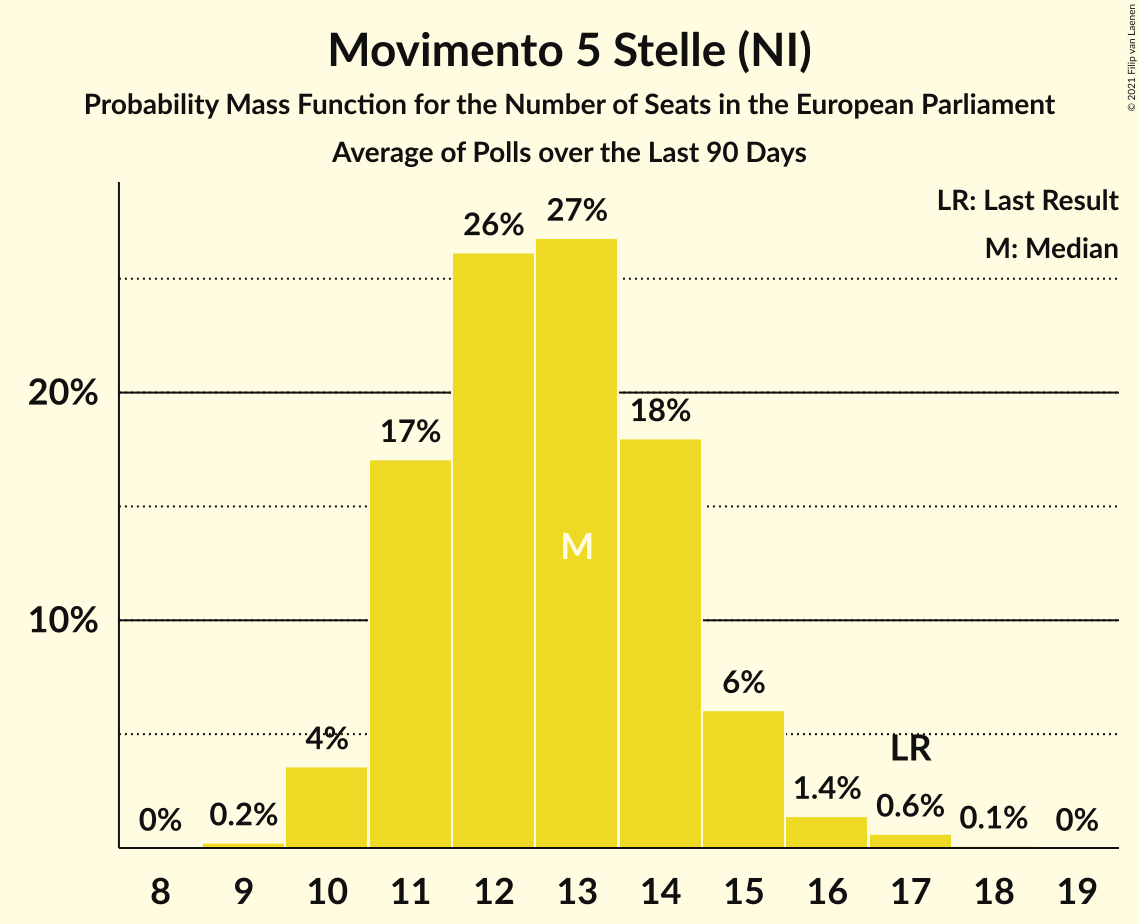 Movimento 5 Stelle (NI)
Probability Mass Function for the Number of Seats in the European Parliament
Average of Polls over the Last 90 Days
© 2021 Filip van Laenen
LR: Last Result
M: Median
20%
10%
0%
0.2%
4%
17%
26%
27%
18%
6%
1.4%
0.6%
0.1%
0%
M
LR
8 9 10 11 12 13 14 15 16 17 18 19